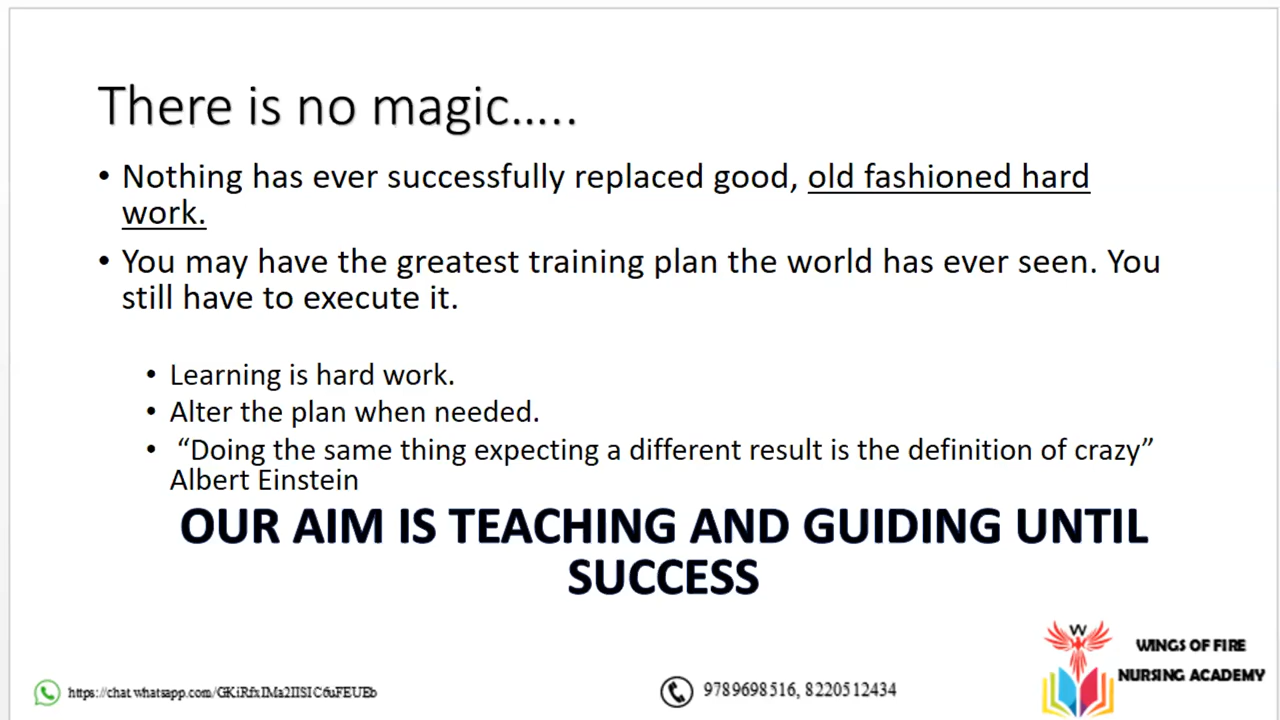 There is no magic.....
• Nothing has ever successfully replaced good, old fashioned hard
work.
• You may have the greatest training plan the world has ever seen. You
still have to execute it.
• Learning is hard work.
• Alter the plan when needed.
• “Doing the same thing expecting a different result is the definition of crazy”
Albert Einstein
OUR AIM IS TEACHING AND GUIDING UNTIL
SUCCESS
W
WINGS OF FIRE
NURSING ACADEMY
9789698516, 8220512434